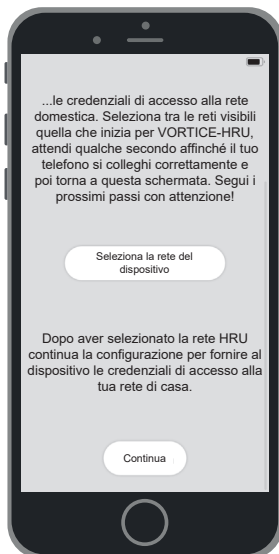 ...le credenziali di accesso alla rete
domestica. Seleziona tra le reti visibili
quella che inizia per VORTICE-HRU,
attendi qualche secondo affinché il tuo
telefono si colleghi correttamente e
poi torna a questa schermata. Segui i
prossimi passi con attenzione!
Seleziona la rete del
dispositivo
Dopo aver selezionato la rete HRU
continua la configurazione per fornire al
dispositivo le credenziali di accesso alla
tua rete di casa.
Continua